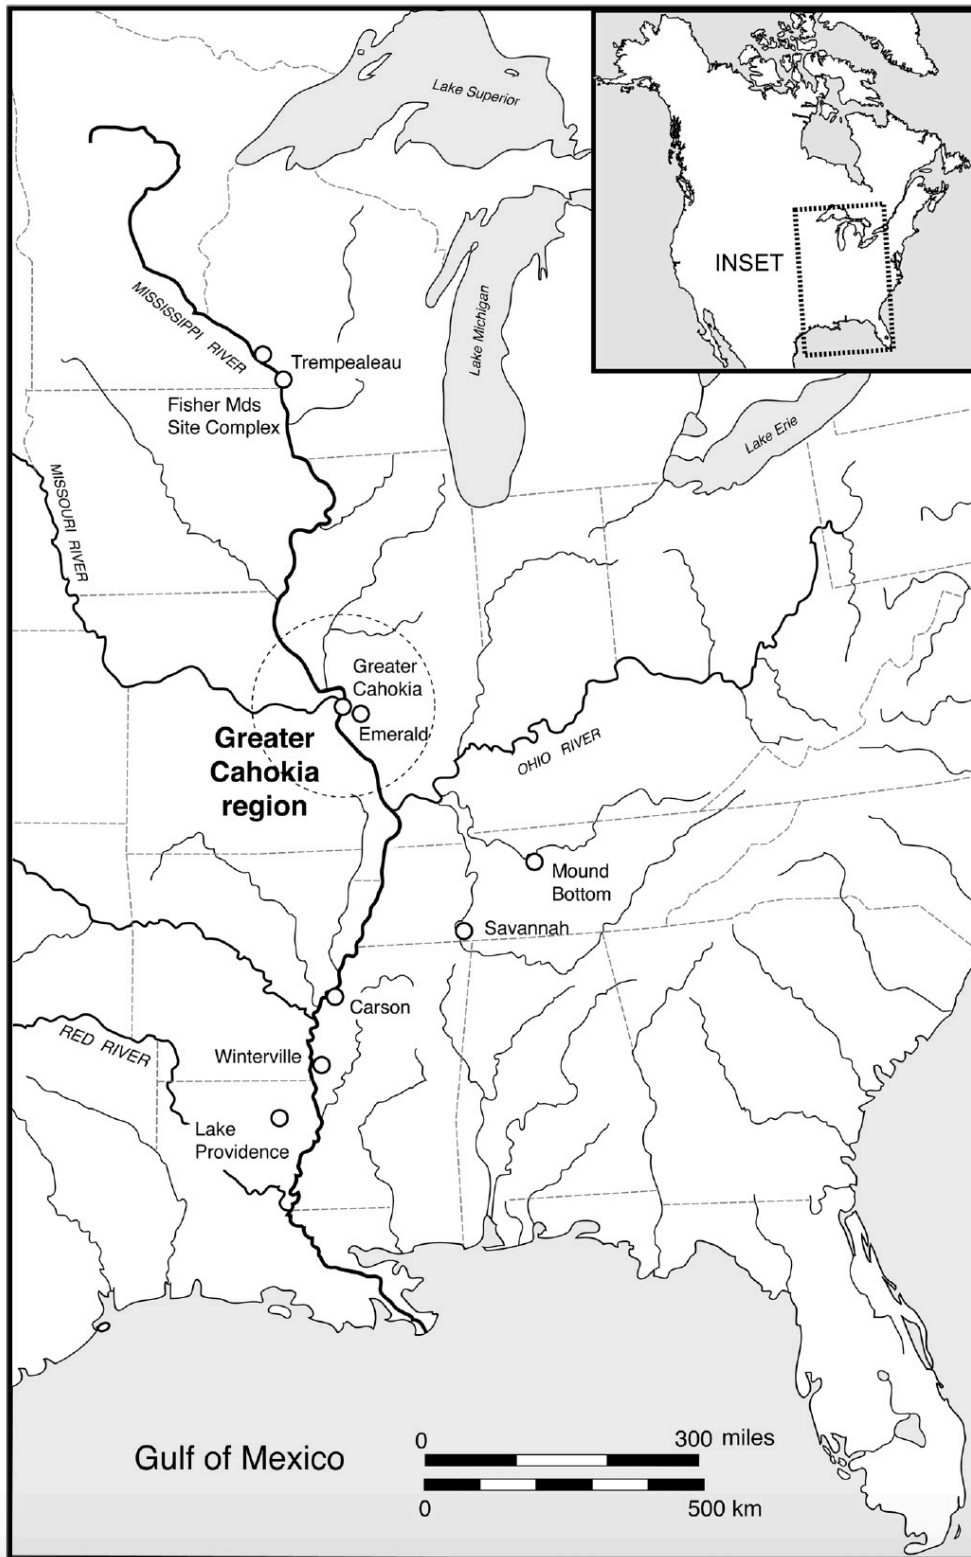 Lake Superior
INSET
Lake Michigan
MISSISSIPPI RIVER
Trempealeau
Fisher Mds
Site Complex
Lake Erie
MISSOURI RIVER
Greater
Cahokia
Emerald
Greater
Cahokia
region
OHIO RIVER
Mound
Bottom
Savannah
Carson
RED RIVER
Winterville
Lake
Providence
Gulf of Mexico
0 300 miles
0 500 km